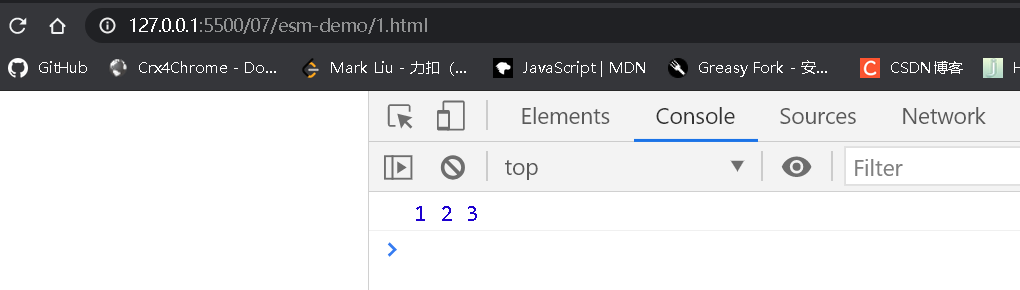 127.0.0.1:5500/07/esm-demo/1.html
GitHub Crx4Chrome - Do... Mark Liu - 力扣（... JavaScript | MDN Greasy Fork - 安... CSDN博客 H
Elements Console Sources Network
top Filter
1 2 3